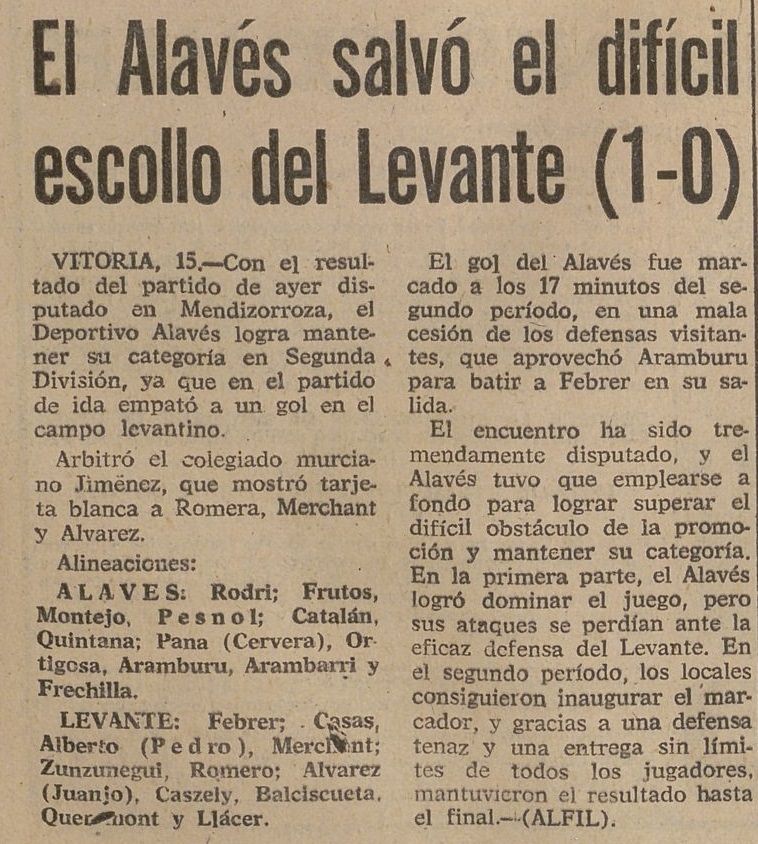 El Alavés salvó el difícil
escollo del Levante (1-0)
VITORIA, 15.—Con el resul-
tado del partido de ayer dis-
putado en Mendizorroza, el
Deportivo Alavés logra mante-
ner su categoría en Segunda
División, ya que en el partido
de ida empató a un gol en el
campo levantino.
Arbitró el colegiado murcia-
no Jiménez, que mostró tarje-
ta blanca a Romera, Merchant
y Alvarez.
Alineaciones:
ALAVES: Rodri; Frutos,
Montejo, Pesnol; Catalán,
Quintana; Pana (Cervera), Or-
tigosa, Aramburu, Arambarri y
Frechilla.
LEVANTE: Febrer; Casas,
Alberto (Pedro), Merchant;
Zunzunegui, Romero; Alvarez
(Juanjo), Caszely, Balciscueta,
y Llácer.
El gol del Alavés fue mar-
cado a los 17 minutos del se-
gundo período, en una mala
cesión de los defensas visitan-
tes, que aprovechó Aramburu
para batir a Febrer en su sa-
lida.
El encuentro ha sido tre-
mendamente disputado, y el
Alavés tuvo que emplearse a
fondo para lograr superar el
difícil obstáculo de la promo-
ción y mantener su categoría.
En la primera parte, el Alavés
logró dominar el juego, pero
sus ataques se perdían ante la
eficaz defensa del Levante. En
el segundo período, los locales
consiguieron inaugurar el mar-
cador, y gracias a una defensa
tenaz y una entrega sin lími-
tes de todos los jugadores,
mantuvieron el resultado hasta
el final.—(ALFIL).